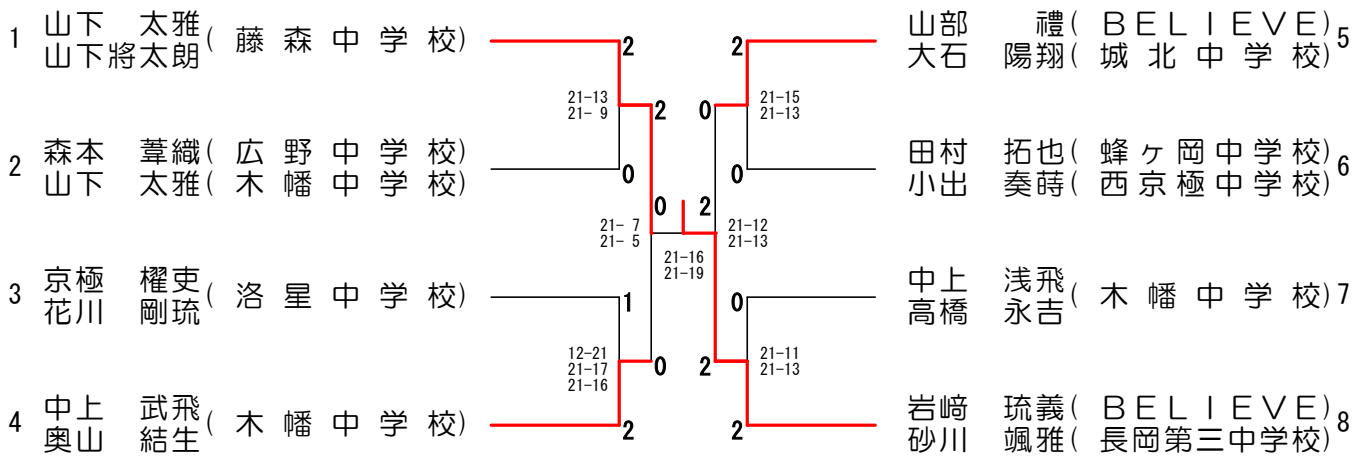 1 山下 太雅
山下將太朗
( 藤森中学校 )
2 森本 葦織( 広野中学校 )
山下 太雅( 木幡中学校 )
3 京極 櫂吏
花川 剛琉
( 洛星中学校 )
4 中上 武飛
奥山 結生
( 木幡中学校 )
2
21-13
21- 9
2
0
0
21- 7
21- 5
1
12-21
21-17
21-16
0
2
21-16
21-19
2
0
21-15
21-13
0
2
21-12
21-13
0
2
21-11
21-13
2
山部 禮( BELIEVE ) 5
大石 陽翔( 城北中学校 )
田村 拓也( 蜂ヶ岡中学校 ) 6
小出 奏蒔( 西京極中学校 )
中上 浅飛
高橋 永吉
( 木幡中学校 ) 7
岩﨑 琉義( BELIEVE ) 8
砂川 颯雅( 長岡第三中学校 )